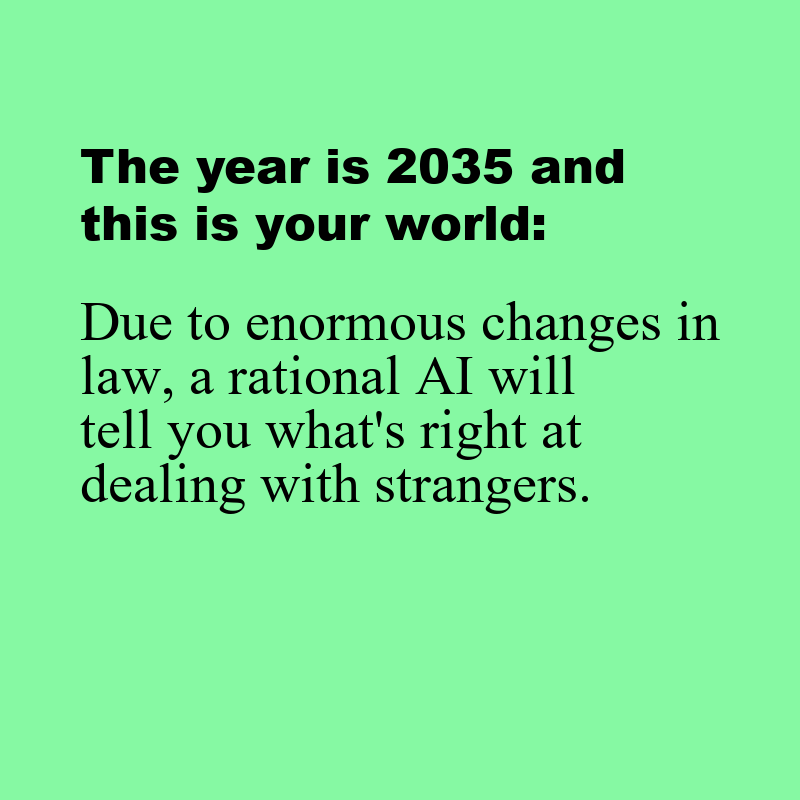 The year is 2035 and
this is your world:
Due to enormous changes in
law, a rational AI will
tell you what's right at
dealing with strangers.